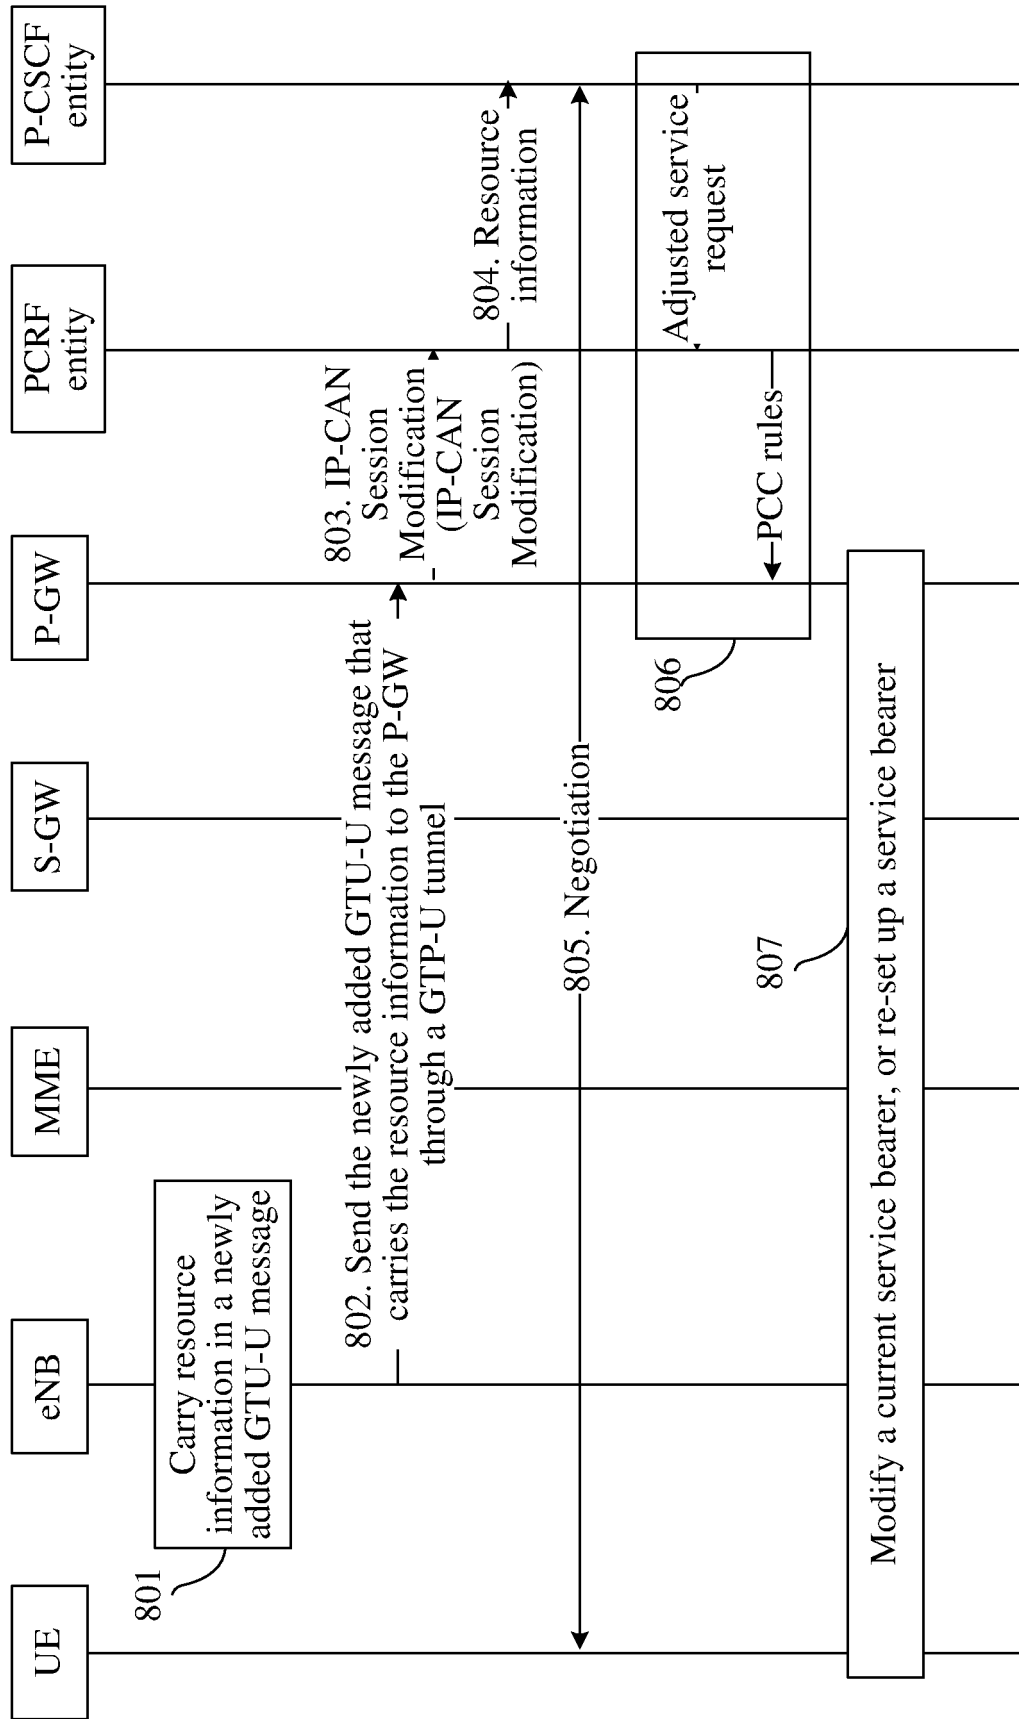 UE
eNB
MME
S-GW
P-GW
PCRF
entity
P-CSCF
entity
801
Carry resource
information in a newly
added GTU-U message
802. Send the newly added GTU-U message that
carries the resource information to the P-GW
through a GTP-U tunnel
803. IP-CAN
Session
Modification
(IP-CAN
Session
Modification)
804. Resource
information
805. Negotiation
806
Adjusted service
request
PCC rules
807
Modify a current service bearer, or re-set up a service bearer